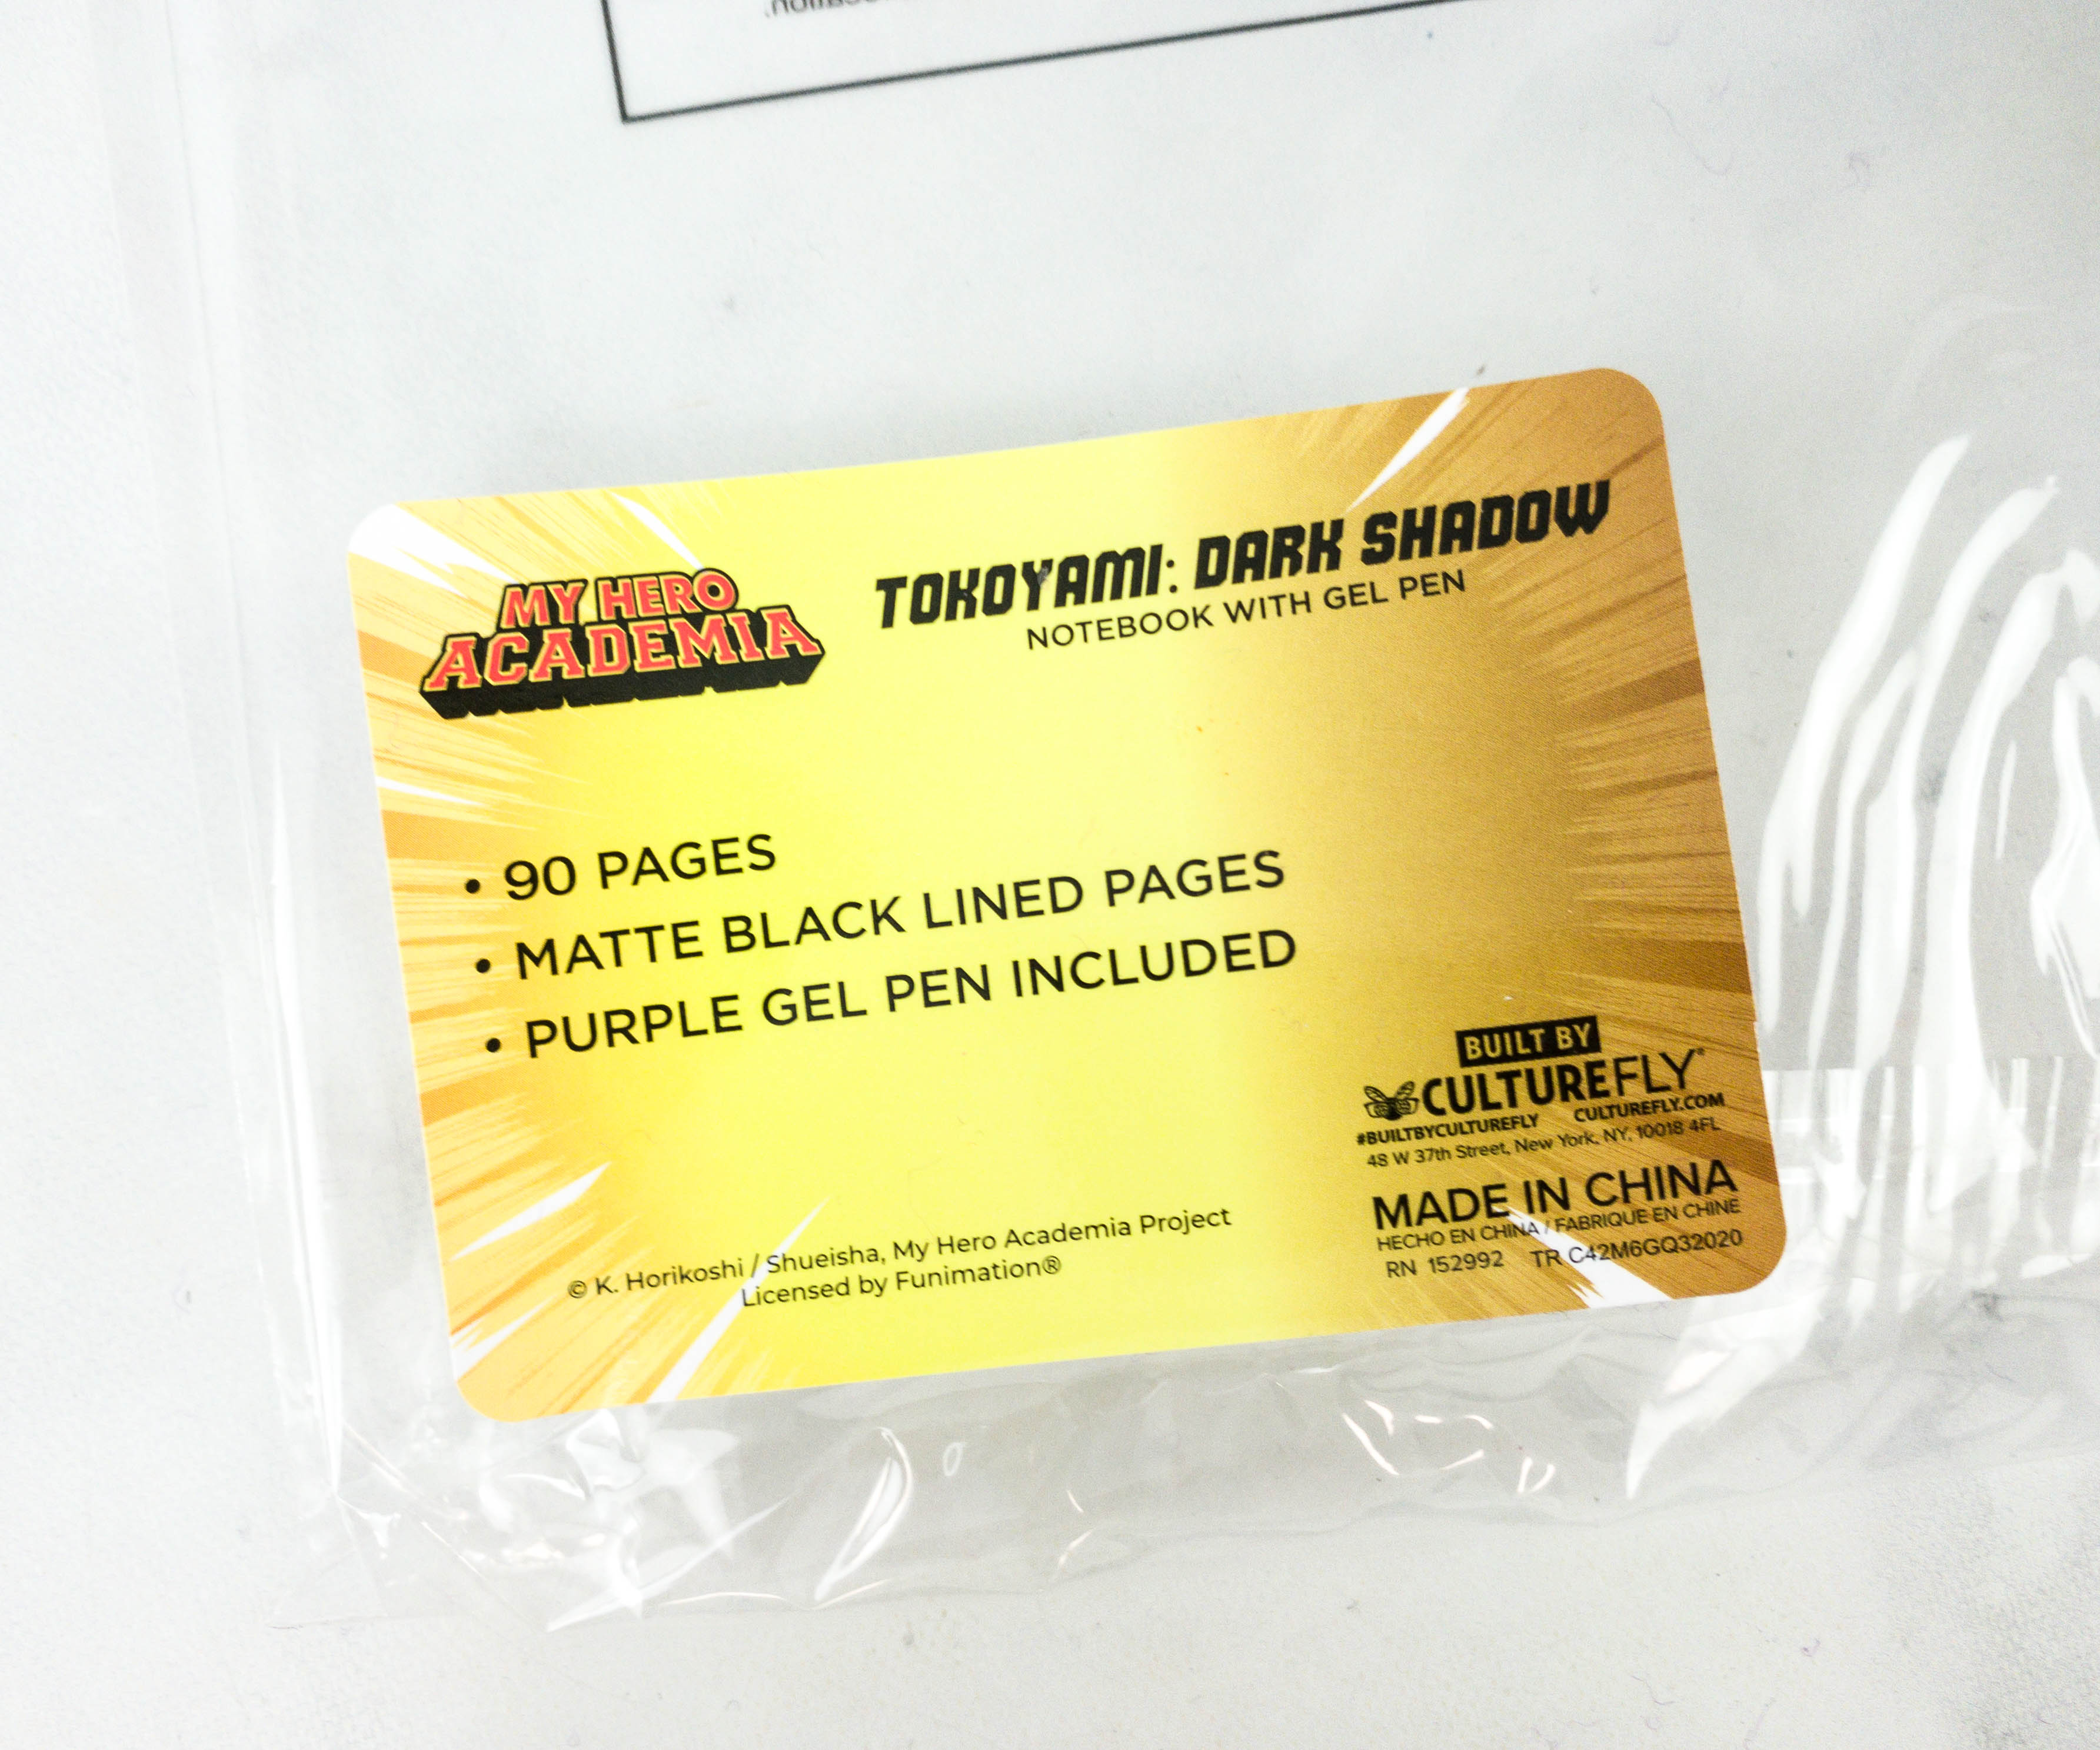 MY HERO
ACADEMIA
TOKOYAMI: DARK SHADOW
NOTEBOOK WITH GEL PEN
• 90 PAGES
• MATTE BLACK LINED PAGES
• PURPLE GEL PEN INCLUDED
BUILT BY
CULTUREFLY®
#BUILTBYCULTUREFLY CULTUREFLY.COM
48 W 37th Street, New York, NY, 10018 4FL
MADE IN CHINA
HECHO EN CHINA / FABRIQUE EN CHINE
RN 152992 TR C42M6GQ32020
© K. Horikoshi / Shueisha, My Hero Academia Project
Licensed by Funimation®